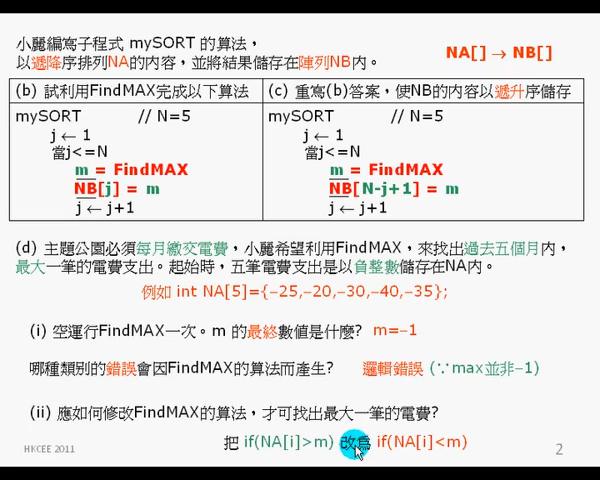 小麗編寫子程式 mySORT 的算法，
以遞降序排列NA的內容，並將結果儲存在陣列NB內。
NA[] → NB[]
(b) 試利用FindMAX完成以下算法
mySORT // N=5
j ← 1
當j<=N
m = FindMAX
NB[j] = m
j ← j+1
(c) 重寫(b)答案，使NB的內容以遞升序儲存
mySORT // N=5
j ← 1
當j<=N
m = FindMAX
NB[N-j+1] = m
j ← j+1
(d) 主題公園必須每月繳交電費，小麗希望利用FindMAX，來找出過去五個月內，
最大一筆的電費支出。起始時，五筆電費支出是以負整數儲存在NA內。
例如 int NA[5]={−25,−20,−30,−40,−35};
(i) 空運行FindMAX一次。m 的最終數值是什麼? m=−1
哪種類別的錯誤會因FindMAX的算法而產生? 邏輯錯誤 (∵max並非−1)
(ii) 應如何修改FindMAX的算法，才可找出最大一筆的電費?
把 if(NA[i]>m) 改為 if(NA[i]<m)
HKCEE 2011
2